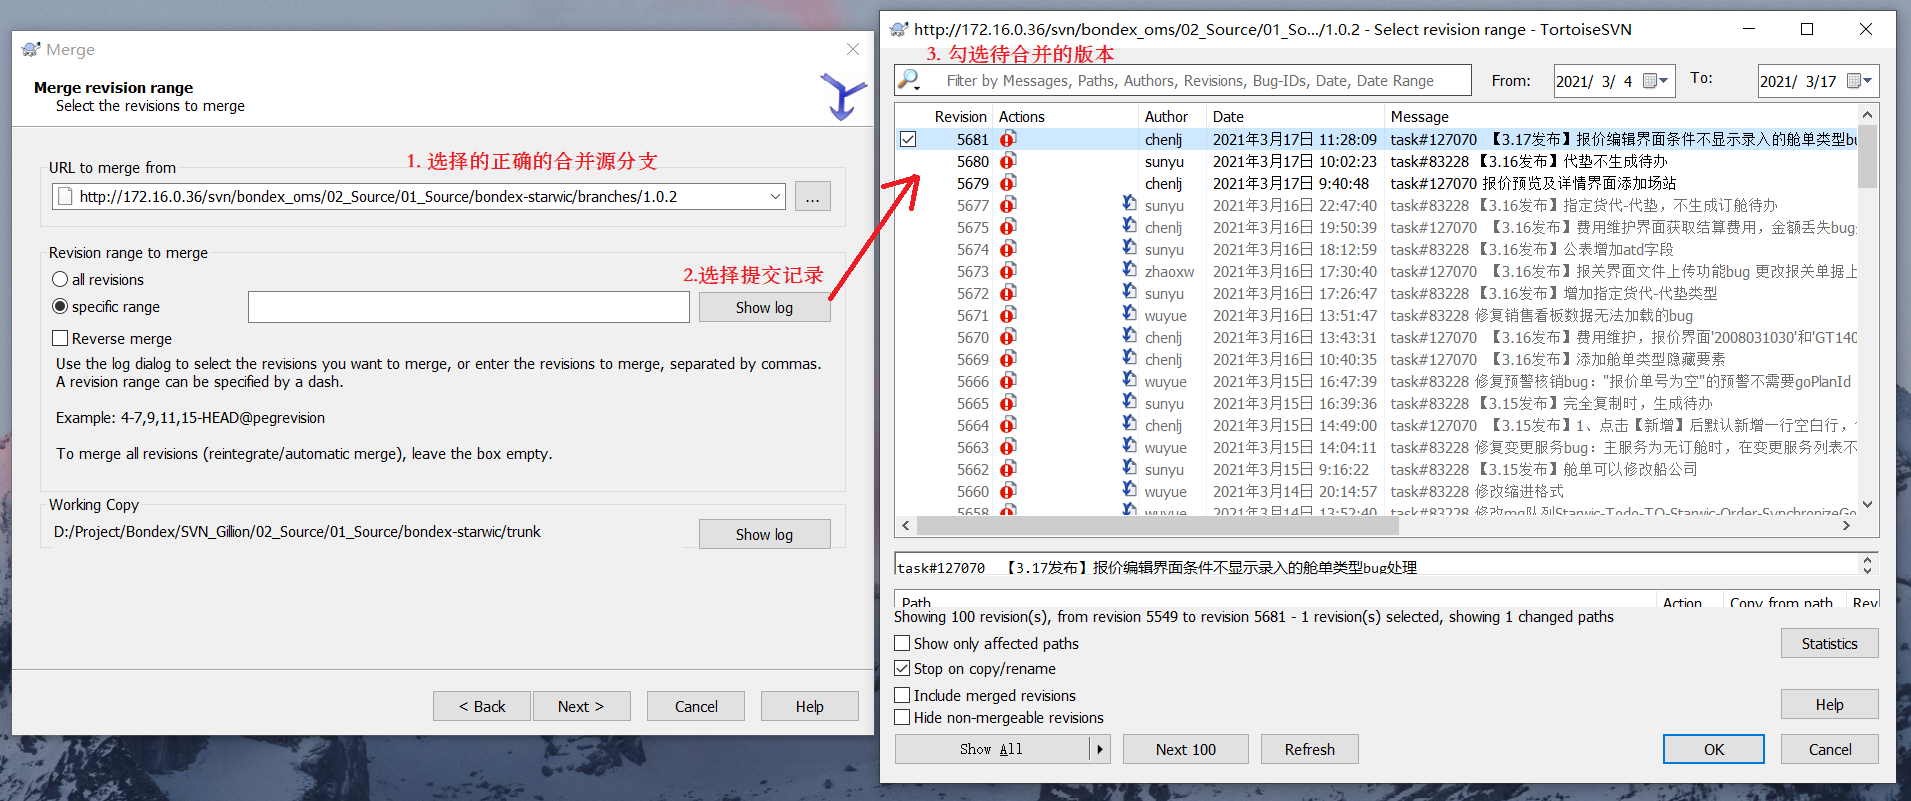 Merge
Merge revision range
Select the revisions to merge
URL to merge from
1. 选择的正确的合并源分支
http://172.16.0.36/svn/bondex_oms/02_Source/01_Source/bondex-starwic/branches/1.0.2
...
Revision range to merge
all revisions
2.选择提交记录
specific range
Show log
Reverse merge
Use the log dialog to select the revisions you want to merge, or enter the revisions to merge, separated by commas.
A revision range can be specified by a dash.
Example: 4-7,9,11,15-HEAD@pegrevision
To merge all revisions (reintegrate/automatic merge), leave the box empty.
Working Copy
D:/Project/Bondex/SVN_Gillion/02_Source/01_Source/bondex-starwic/trunk
Show log
< Back
Next >
Cancel
Help
http://172.16.0.36/svn/bondex_oms/02_Source/01_So.../1.0.2 - Select revision range - TortoiseSVN
3. 勾选待合并的版本
Filter by Messages, Paths, Authors, Revisions, Bug-IDs, Date, Date Range
From:
2021/ 3/ 4
To:
2021/ 3/17
Revision Actions Author Date Message
5681 chenlj 2021年3月17日 11:28:09 task#127070 【3.17发布】报价编辑界面条件不显示录入的舱单类型bu
5680 sunyu 2021年3月17日 10:02:23 task#83228 【3.16发布】代垫不生成待办
5679 chenlj 2021年3月17日 9:40:48 task#127070 报价预览及详情界面添加场站
5677 sunyu 2021年3月16日 22:47:40 task#83228 【3.16发布】指定货代-代垫，不生成订舱待办
5675 chenlj 2021年3月16日 19:50:39 task#127070 【3.16发布】费用维护界面获取结算费用，金额丢失bug
5674 sunyu 2021年3月16日 18:12:59 task#83228 【3.16发布】公表增加atd字段
5673 zhaoxw 2021年3月16日 17:30:40 task#127070 【3.16发布】报关界面文件上传功能bug 更改报关单据上
5672 sunyu 2021年3月16日 17:26:47 task#83228 【3.16发布】增加指定货代-代垫类型
5671 wuyue 2021年3月16日 13:51:47 task#83228 修复销售看板数据无法加载的bug
5670 chenlj 2021年3月16日 13:43:31 task#127070 【3.16发布】费用维护，报价界面'2008031030'和'GT140
5669 chenlj 2021年3月16日 10:40:35 task#127070 【3.16发布】添加舱单类型隐藏要素
5666 wuyue 2021年3月15日 16:47:39 task#83228 修复预警核销bug："报价单号为空"的预警不需要goPlanId
5665 sunyu 2021年3月15日 16:39:36 task#83228 【3.15发布】完全复制时，生成待办
5664 chenlj 2021年3月15日 14:49:00 task#127070 【3.15发布】1、点击【新增】后默认新增一行空白行，
5663 wuyue 2021年3月15日 14:04:11 task#83228 修复变更服务bug：主服务为无订舱时，在变更服务列表不
5662 sunyu 2021年3月15日 9:16:22 task#83228 【3.15发布】舱单可以修改船公司
5660 wuyue 2021年3月14日 20:14:57 task#83228 修改缩进格式
5658 wuyue 2021年3月14日 13:52:40 task#83228 修改mq队列Starwic-Todo-TO-Starwic-Order-SynchronizeGo
task#127070 【3.17发布】报价编辑界面条件不显示录入的舱单类型bug处理
Path Action Copy from path Rev
Showing 100 revision(s), from revision 5549 to revision 5681 - 1 revision(s) selected, showing 1 changed paths
Show only affected paths
Statistics
Stop on copy/rename
Include merged revisions
Help
Hide non-mergeable revisions
Show All
Next 100
Refresh
OK
Cancel